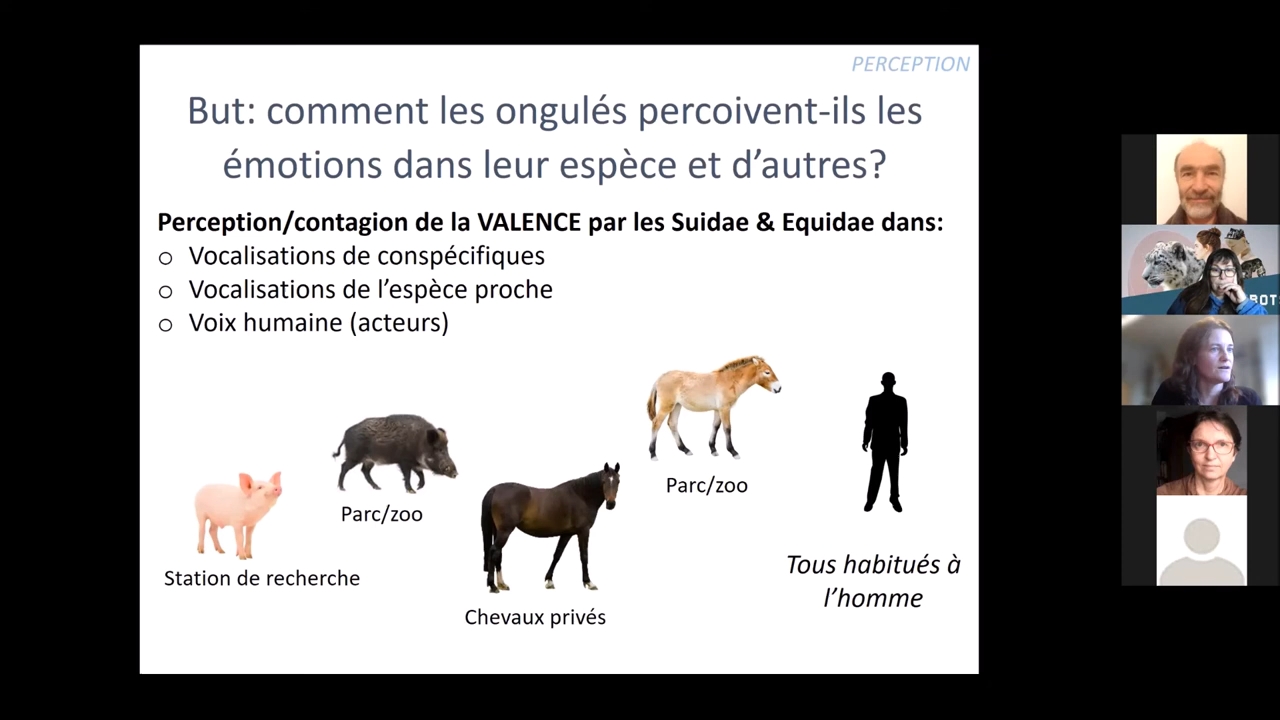 PERCEPTION
But: comment les ongulés percoivent-ils les
émotions dans leur espèce et d'autres?
Perception/contagion de la VALENCE par les Suidae & Equidae dans:
o Vocalisations de conspécifiques
o Vocalisations de l'espèce proche
o Voix humaine (acteurs)
Parc/zoo
Parc/zoo
Station de recherche
Chevaux privés
Tous habitués à
l'homme
BOT